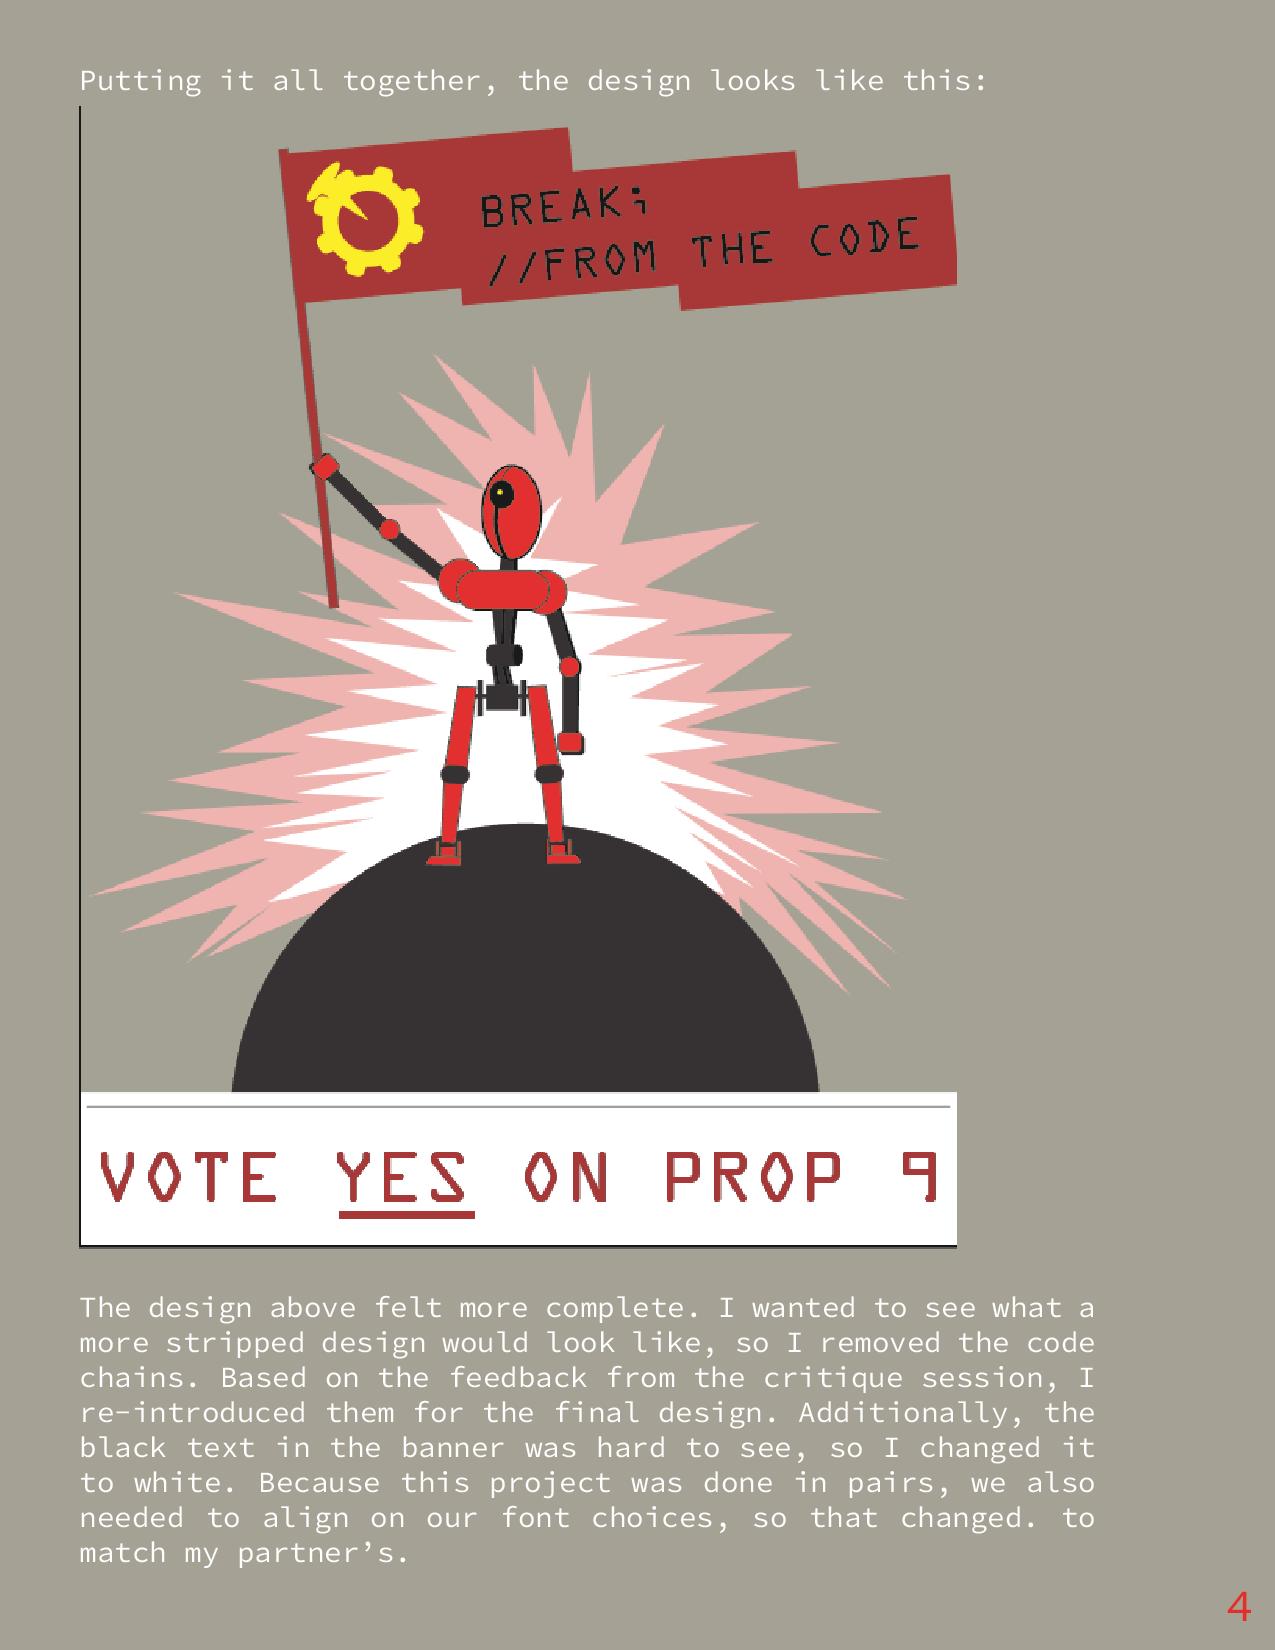 Putting it all together, the design looks like this:
BREAK;
//FROM THE CODE
VOTE YES ON PROP 9
The design above felt more complete. I wanted to see what a
more stripped design would look like, so I removed the code
chains. Based on the feedback from the critique session, I
re-introduced them for the final design. Additionally, the
black text in the banner was hard to see, so I changed it
to white. Because this project was done in pairs, we also
needed to align on our font choices, so that changed. to
match my partner’s.
4